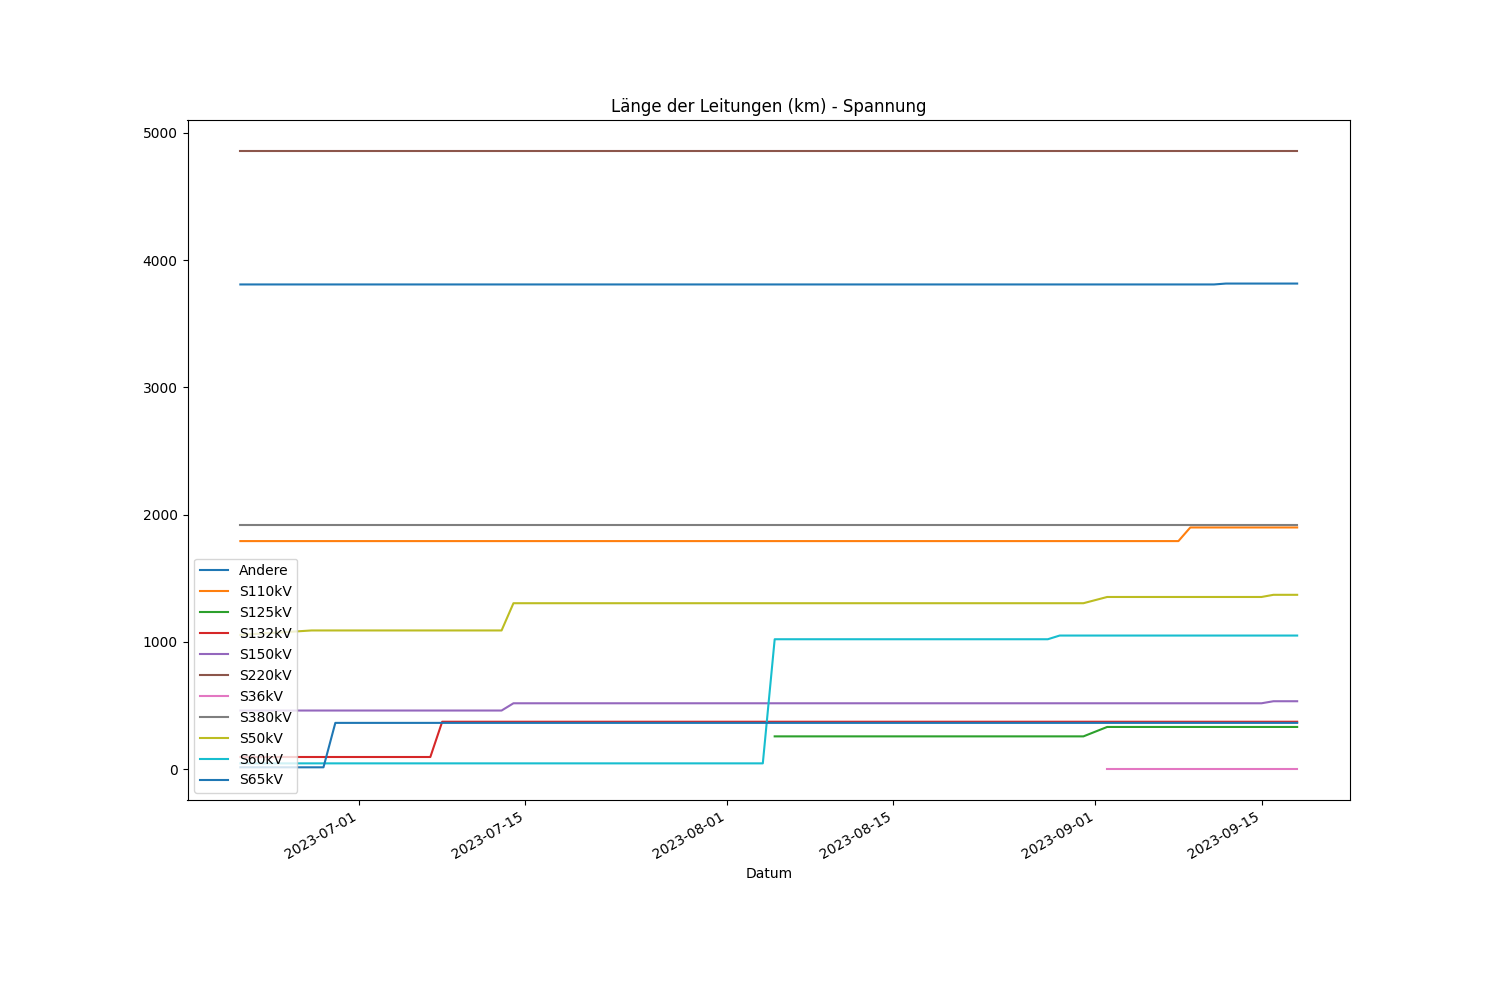 Länge der Leitungen (km) - Spannung
5000
4000
3000
2000
1000
0
Andere
S110kV
S125kV
S132kV
S150kV
S220kV
S36kV
S380kV
S50kV
S60kV
S65kV
2023-07-01
2023-07-15
2023-08-01
2023-08-15
2023-09-01
2023-09-15
Datum